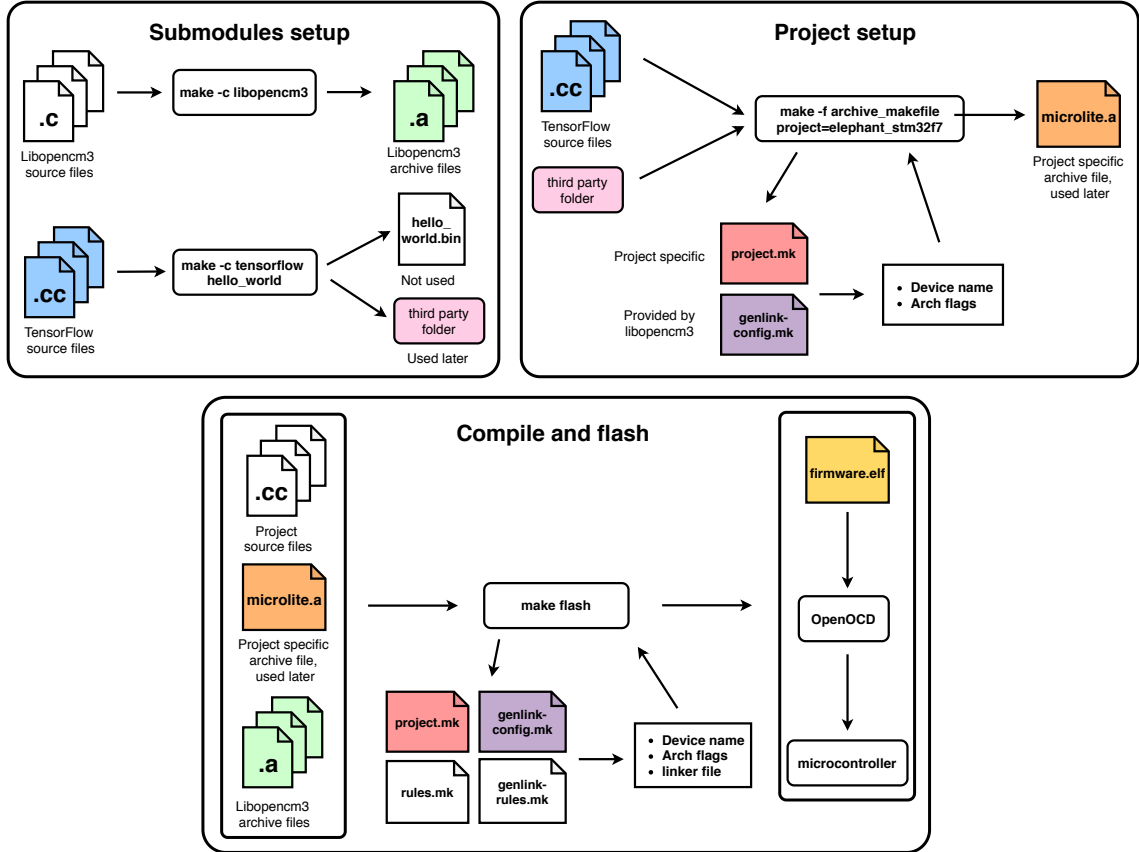 Submodules setup
.c
Libopencm3
source files
make -c libopencm3
.a
Libopencm3
archive files
.cc
TensorFlow
source files
make -c tensorflow
hello_world
hello_
world.bin
Not used
third party
folder
Used later
Project setup
.cc
TensorFlow
source files
third party
folder
make -f archive_makefile
project=elephant_stm32f7
microlite.a
Project specific
archive file,
used later
Project specific
project.mk
Provided by
libopencm3
genlink-
config.mk
• Device name
• Arch flags
Compile and flash
.cc
Project
source files
microlite.a
Project specific
archive file,
used later
.a
Libopencm3
archive files
make flash
project.mk
genlink-
config.mk
rules.mk
genlink-
rules.mk
• Device name
• Arch flags
• linker file
firmware.elf
OpenOCD
microcontroller